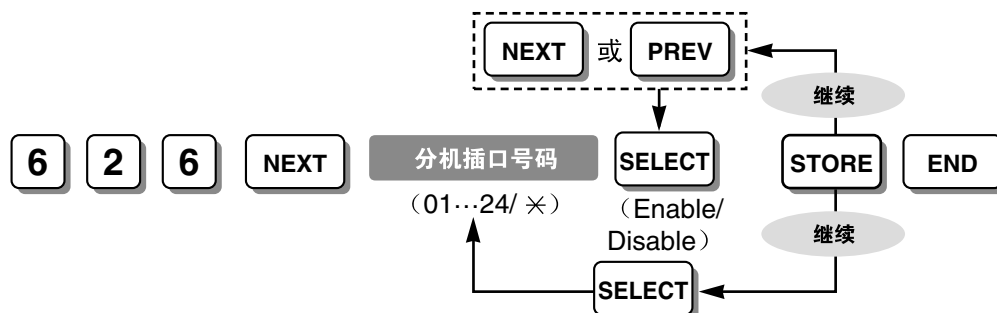 NEXT 或 PREV
继续
6 2 6 NEXT 分机插口号码 SELECT STORE END
（01…24/ ✳）
（Enable/
Disable）
继续
SELECT